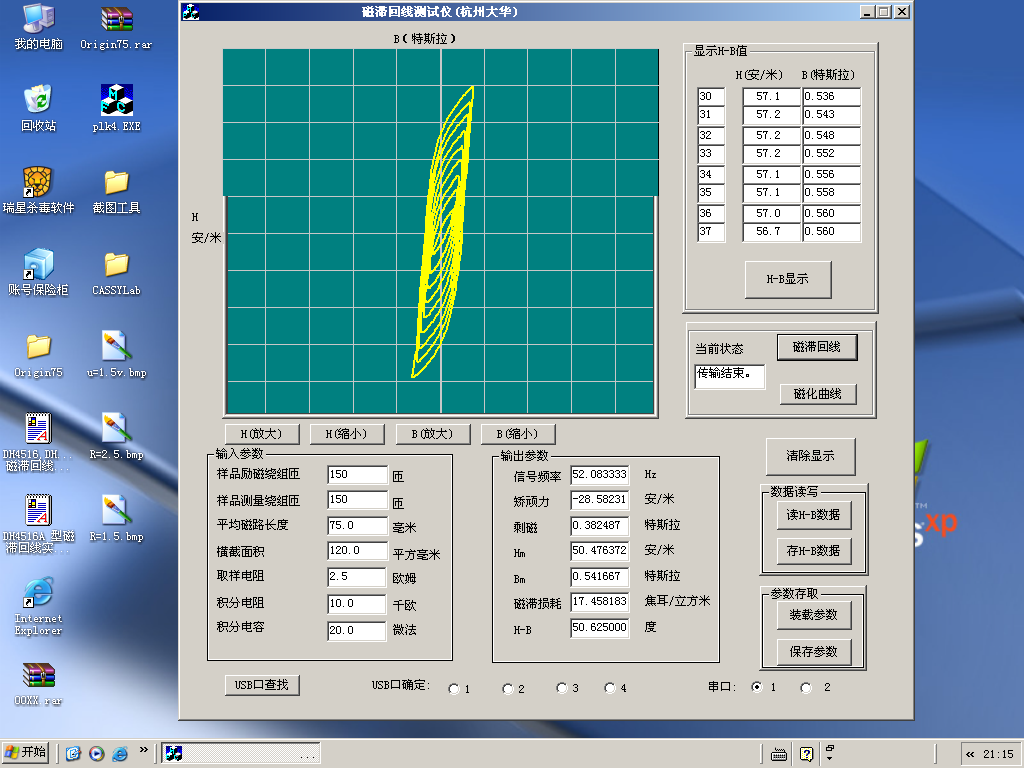 我的电脑
Origin75.rar
回收站
plk4.EXE
瑞星杀毒软件
截图工具
账号保险柜
CASSYLab
Origin75
u=1.5v.bmp
DH4516_DH...
磁滞回线...
R=2.5.bmp
DH4516A_型磁
滞回线实...
R=1.5.bmp
Internet
Explorer
OOXX.rar
磁滞回线测试仪(杭州大华)
B(特斯拉)
H
安/米
显示H-B值
H(安/米) B(特斯拉)
30 57.1 0.536
31 57.2 0.543
32 57.2 0.548
33 57.2 0.552
34 57.1 0.556
35 57.1 0.558
36 57.0 0.560
37 56.7 0.560
H-B显示
当前状态
传输结束。
磁滞回线
磁化曲线
H(放大) H(缩小) B(放大) B(缩小)
输入参数
样品励磁绕组匝 150 匝
样品测量绕组匝 150 匝
平均磁路长度 75.0 毫米
横截面积 120.0 平方毫米
取样电阻 2.5 欧姆
积分电阻 10.0 千欧
积分电容 20.0 微法
输出参数
信号频率 52.083333 Hz
矫顽力 -28.58231 安/米
剩磁 0.382487 特斯拉
Hm 50.476372 安/米
Bm 0.541667 特斯拉
磁滞损耗 17.458183 焦耳/立方米
H-B 50.625000 度
清除显示
数据读写
读H-B数据
存H-B数据
参数存取
装载参数
保存参数
USB口查找
USB口确定: 1 2 3 4
串口: 1 2
TM
s xp
开始
»
...
?
« 21:15